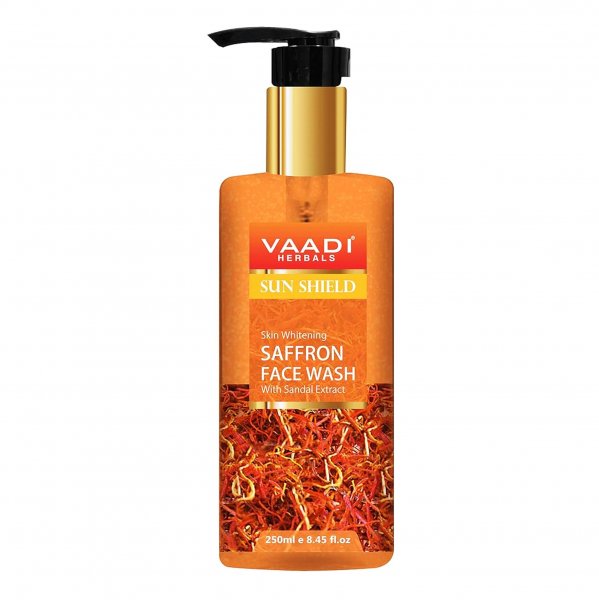 VAADI®
HERBALS
SUN SHIELD
Skin Whitening
SAFFRON
FACE WASH
With Sandal Extract
250ml e 8.45 fl.oz